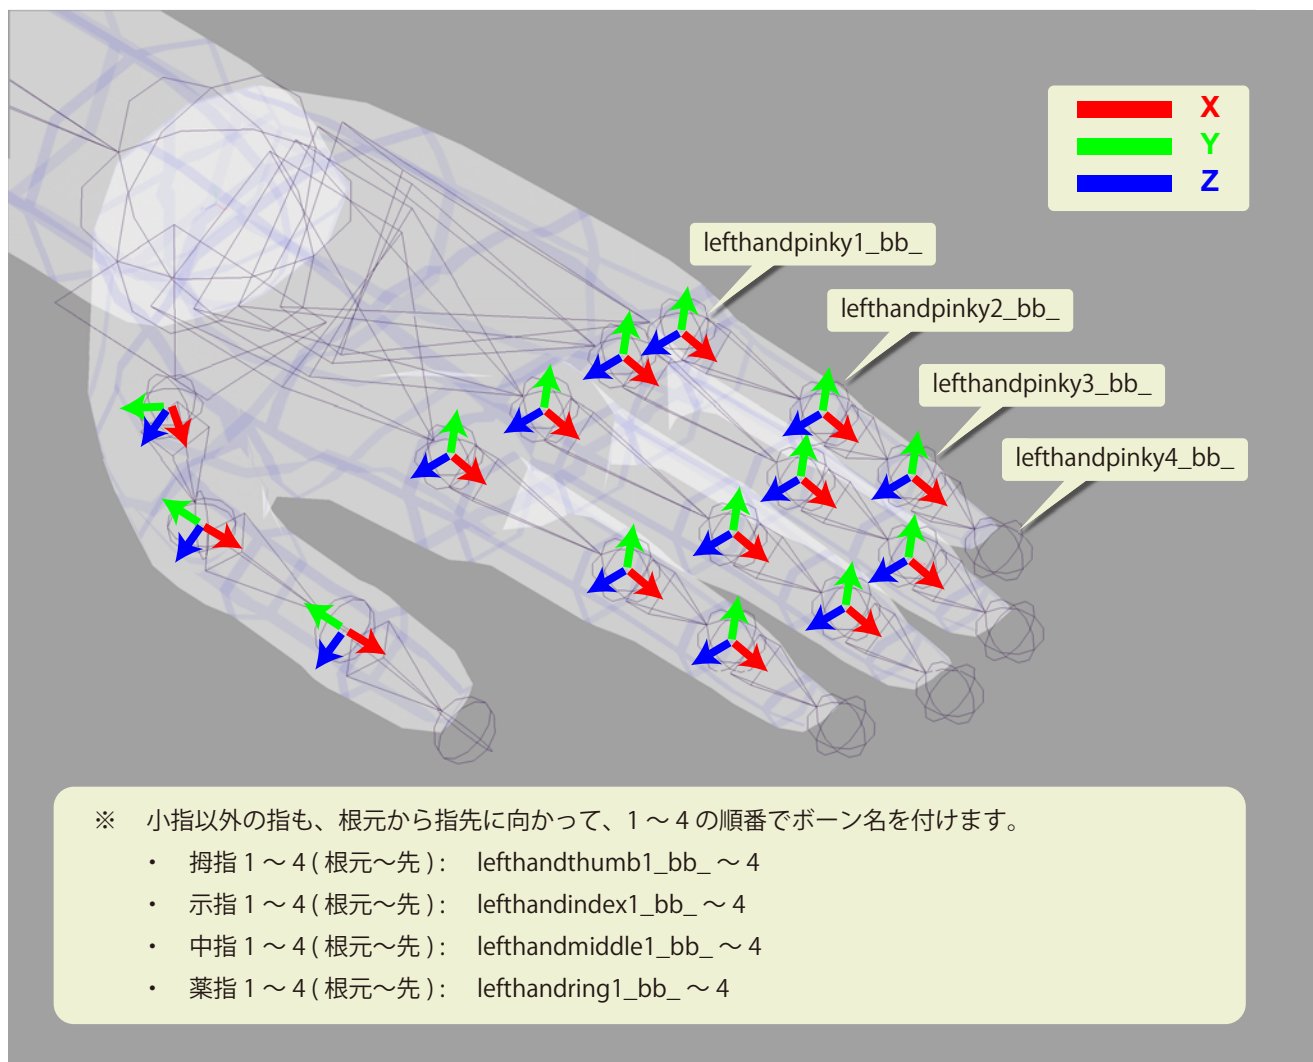 X
Y
Z
lefthandpinky1_bb_
lefthandpinky2_bb_
lefthandpinky3_bb_
lefthandpinky4_bb_
※ 小指以外の指も、根元から指先に向かって、1 ～ 4 の順番でボーン名を付けます。
・ 拇指 1 ～ 4 ( 根元～先 ) : lefthandthumb1_bb_ ～ 4
・ 示指 1 ～ 4 ( 根元～先 ) : lefthandindex1_bb_ ～ 4
・ 中指 1 ～ 4 ( 根元～先 ) : lefthandmiddle1_bb_ ～ 4
・ 薬指 1 ～ 4 ( 根元～先 ) : lefthandring1_bb_ ～ 4